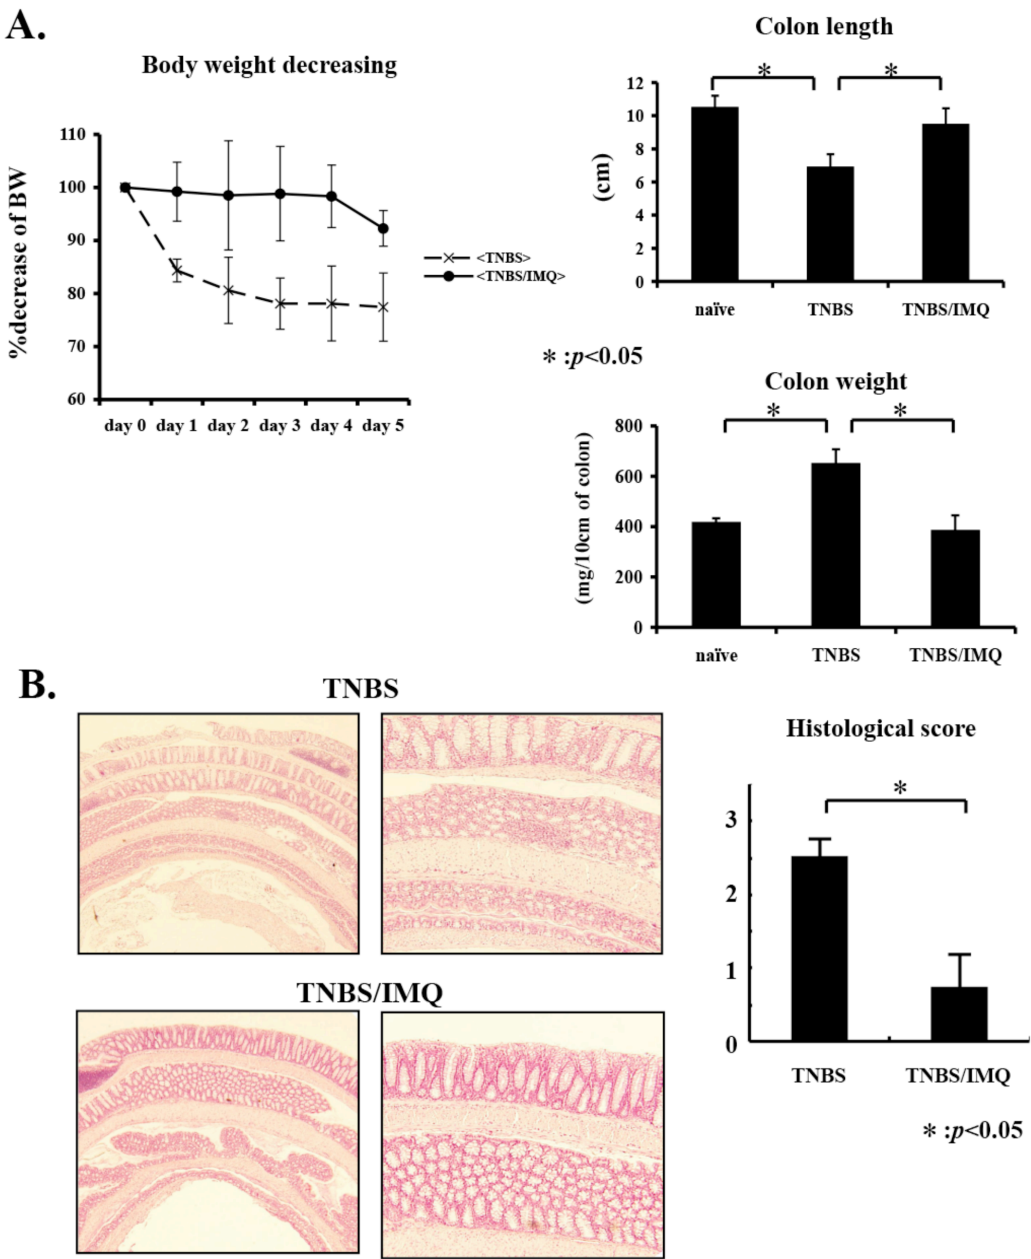 A.
Body weight decreasing
%decrease of BW
110
100
90
80
70
60
day 0 day 1 day 2 day 3 day 4 day 5
<TNBS>
<TNBS/IMQ>
Colon length
(cm)
12
10
8
6
4
2
0
* *
naïve TNBS TNBS/IMQ
* :p<0.05
Colon weight
(mg/10cm of colon)
800
600
400
200
0
* *
naïve TNBS TNBS/IMQ
B.
TNBS
TNBS/IMQ
Histological score
3
2
1
0
*
TNBS TNBS/IMQ
* :p<0.05